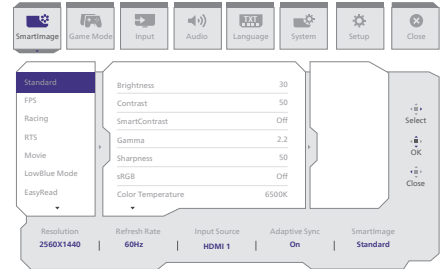 SmartImage
Game Mode
Input
Audio
TXT
Language
System
Setup
Close
Standard
FPS
Racing
RTS
Movie
LowBlue Mode
EasyRead
Brightness 30
Contrast 50
SmartContrast Off
Gamma 2.2
Sharpness 50
sRGB Off
Color Temperature 6500K
Select
OK
Close
Resolution Refresh Rate Input Source Adaptive Sync SmartImage
2560X1440 | 60Hz | HDMI 1 | On | Standard